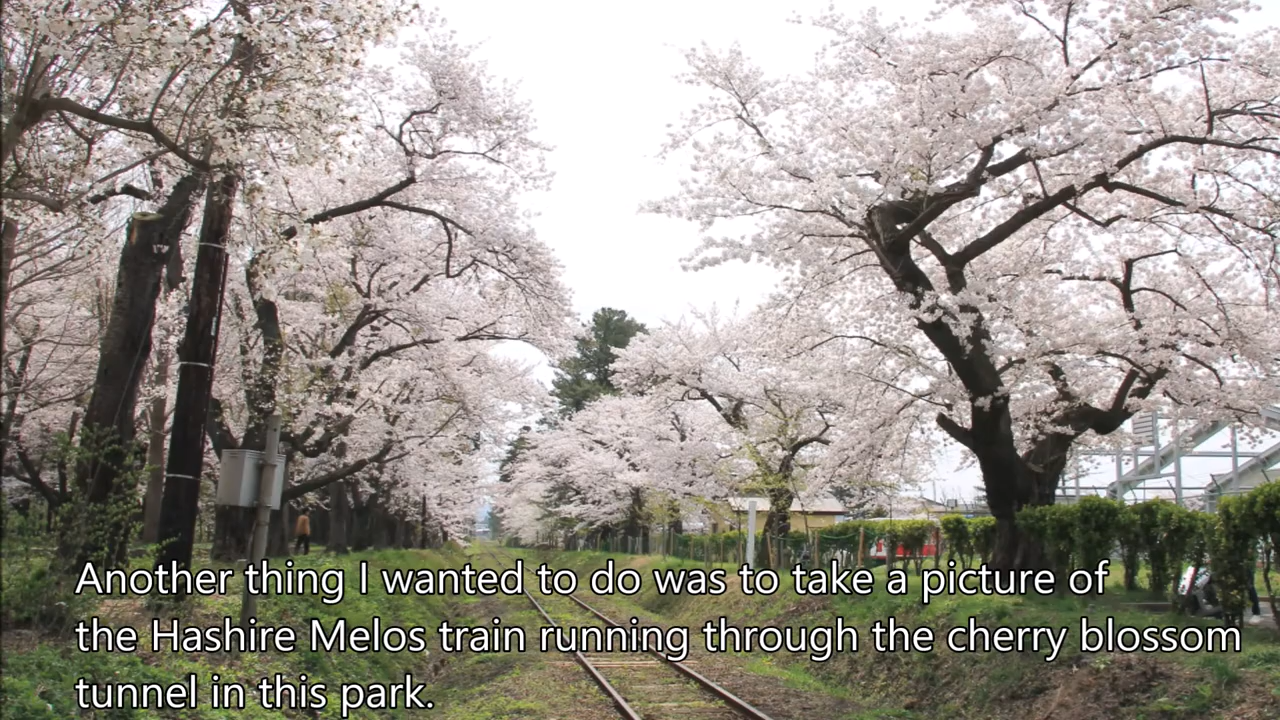 Another thing I wanted to do was to take a picture of
the Hashire Melos train running through the cherry blossom
tunnel in this park.